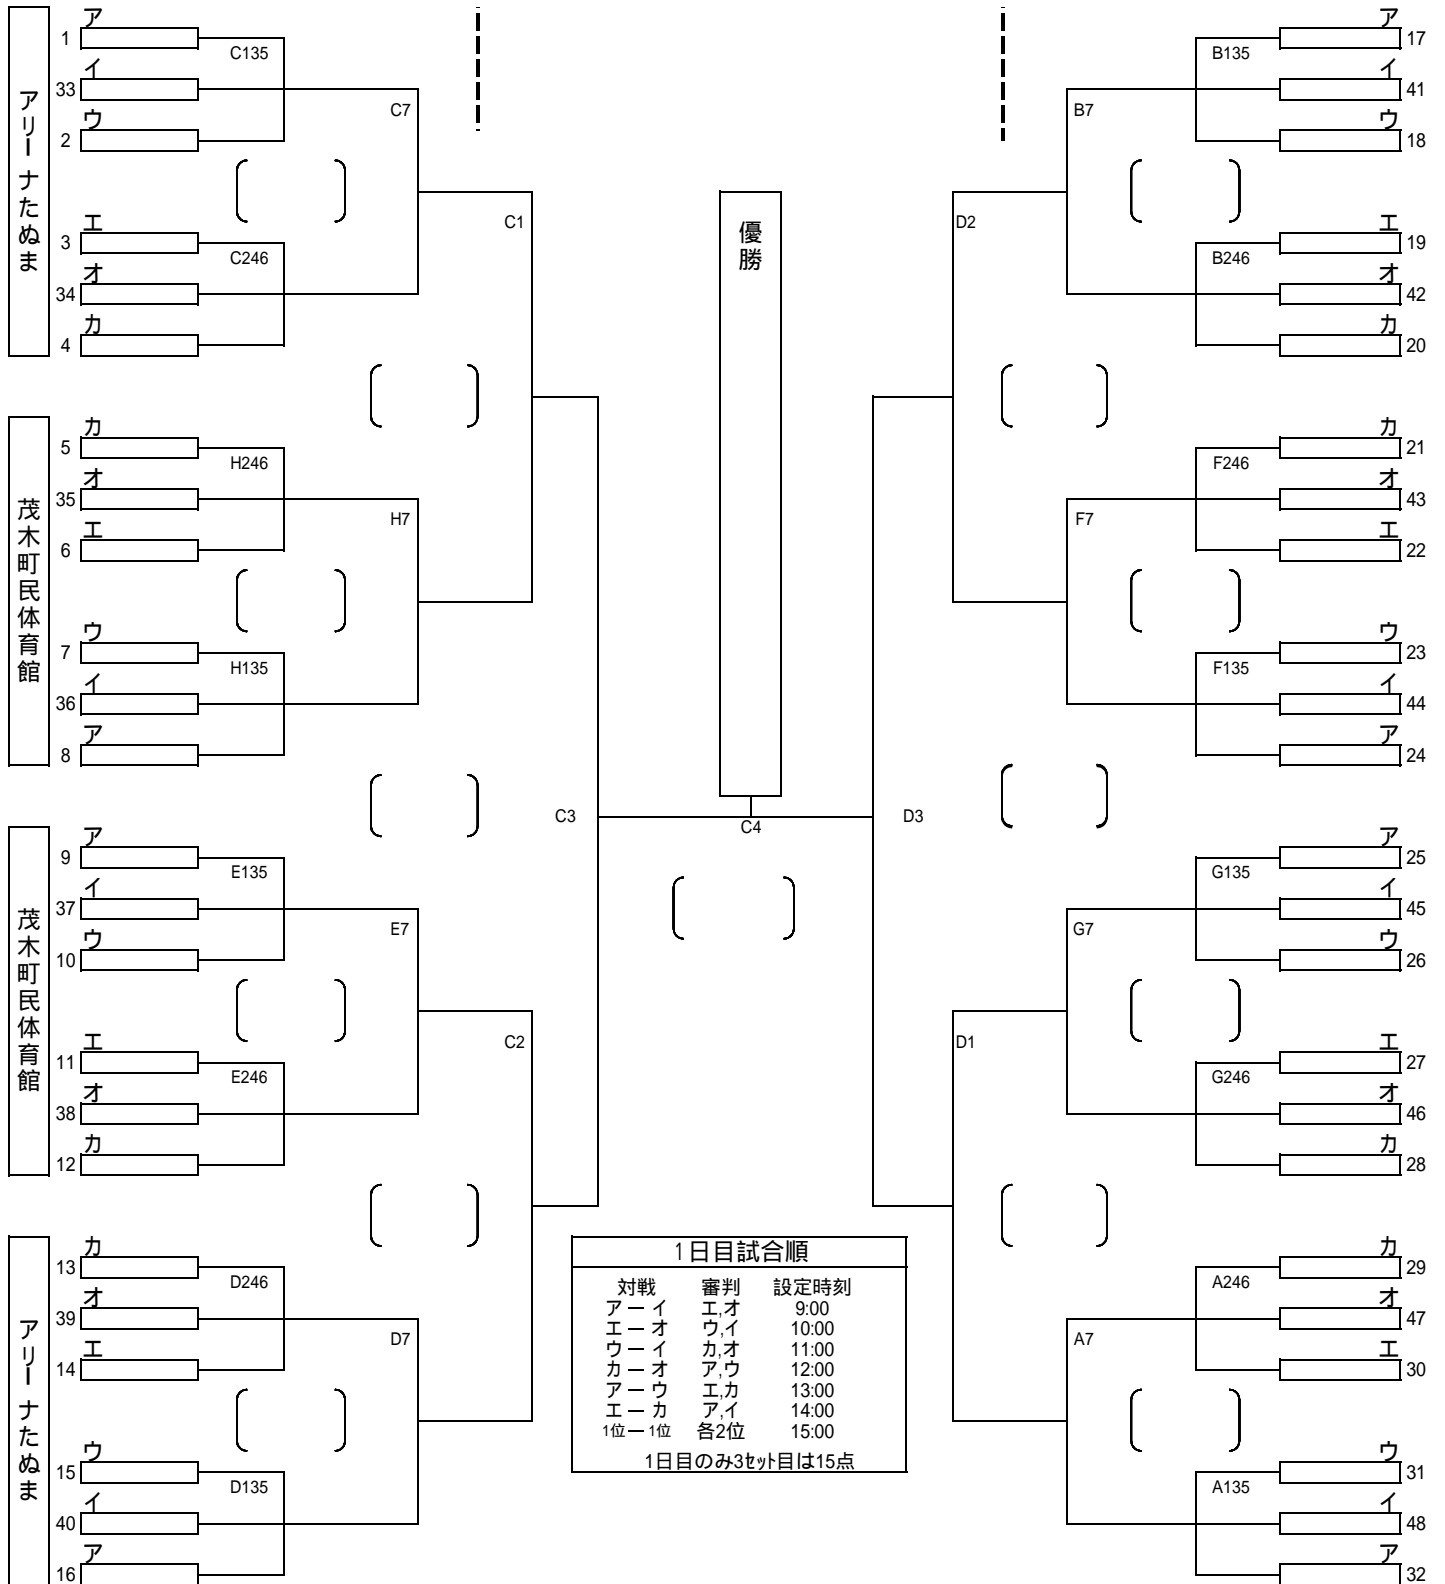 アリーナたぬま
ア
1
C135
イ
33
C7
ウ
2
C1
エ
3
C246
オ
34
カ
4
茂木町民体育館
カ
5
H246
オ
35
H7
エ
6
ウ
7
H135
イ
36
ア
8
C3
茂木町民体育館
ア
9
E135
イ
37
E7
ウ
10
C2
エ
11
E246
オ
38
カ
12
アリーナたぬま
カ
13
D246
オ
39
D7
エ
14
ウ
15
D135
イ
40
ア
16
優勝
C4
1日目試合順
対戦 審判 設定時刻
アーイ エ,オ 9:00
エーオ ウ,イ 10:00
ウーイ カ,オ 11:00
カーオ ア,ウ 12:00
アーウ エ,カ 13:00
エーカ ア,イ 14:00
1位ー1位 各2位 15:00
1日目のみ3セット目は15点
ア
17
B135
イ
41
B7
ウ
18
D2
エ
19
B246
オ
42
カ
20
カ
21
F246
オ
43
F7
エ
22
ウ
23
F135
イ
44
ア
24
D3
ア
25
G135
イ
45
G7
ウ
26
D1
エ
27
G246
オ
46
カ
28
カ
29
A246
オ
47
A7
エ
30
ウ
31
A135
イ
48
ア
32